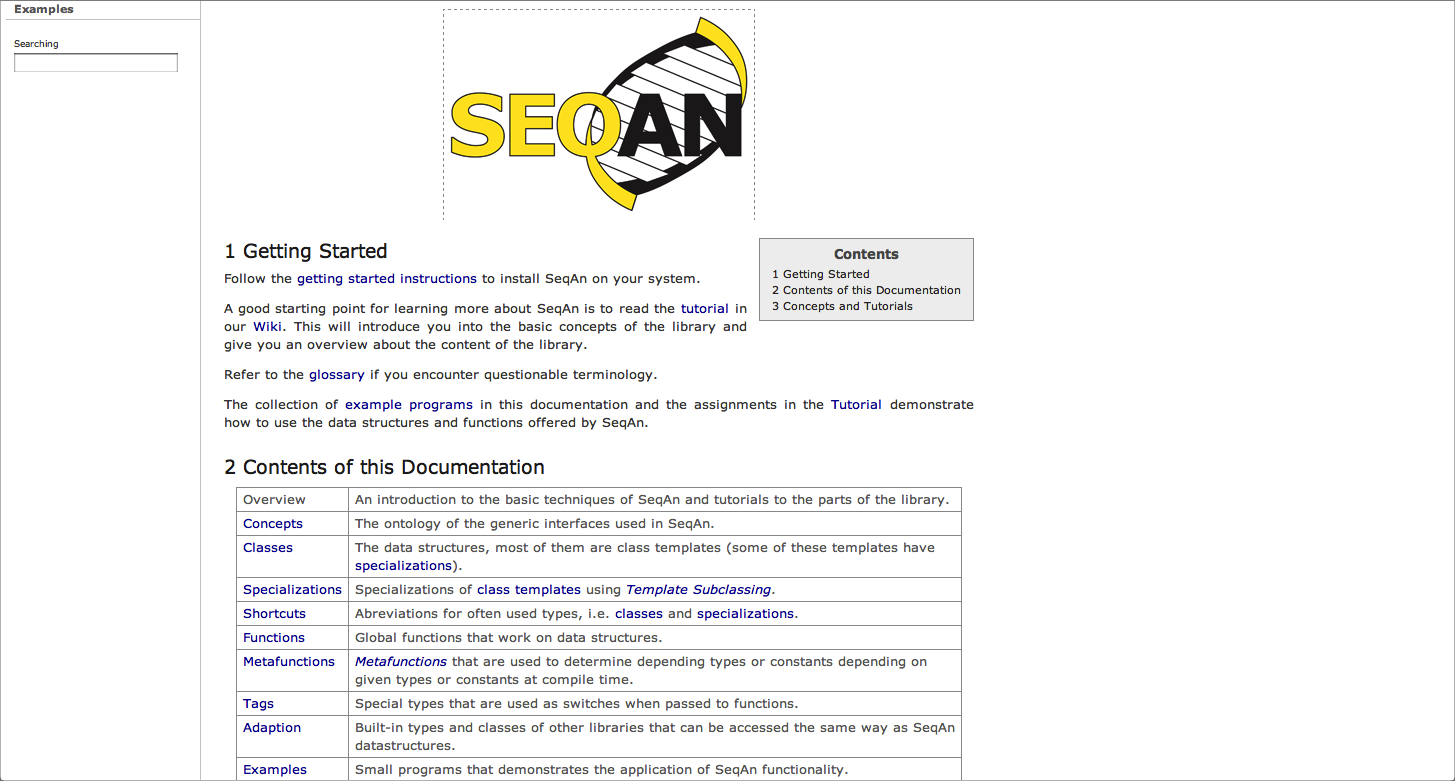 Examples
Searching
SEQAN
1 Getting Started
Follow the getting started instructions to install SeqAn on your system.
A good starting point for learning more about SeqAn is to read the tutorial in
our Wiki. This will introduce you into the basic concepts of the library and
give you an overview about the content of the library.
Refer to the glossary if you encounter questionable terminology.
The collection of example programs in this documentation and the assignments in the Tutorial demonstrate
how to use the data structures and functions offered by SeqAn.
Contents
1 Getting Started
2 Contents of this Documentation
3 Concepts and Tutorials
2 Contents of this Documentation
Overview An introduction to the basic techniques of SeqAn and tutorials to the parts of the library.
Concepts The ontology of the generic interfaces used in SeqAn.
Classes The data structures, most of them are class templates (some of these templates have
specializations).
Specializations Specializations of class templates using Template Subclassing.
Shortcuts Abreviations for often used types, i.e. classes and specializations.
Functions Global functions that work on data structures.
Metafunctions Metafunctions that are used to determine depending types or constants depending on
given types or constants at compile time.
Tags Special types that are used as switches when passed to functions.
Adaption Built-in types and classes of other libraries that can be accessed the same way as SeqAn
datastructures.
Examples Small programs that demonstrates the application of SeqAn functionality.